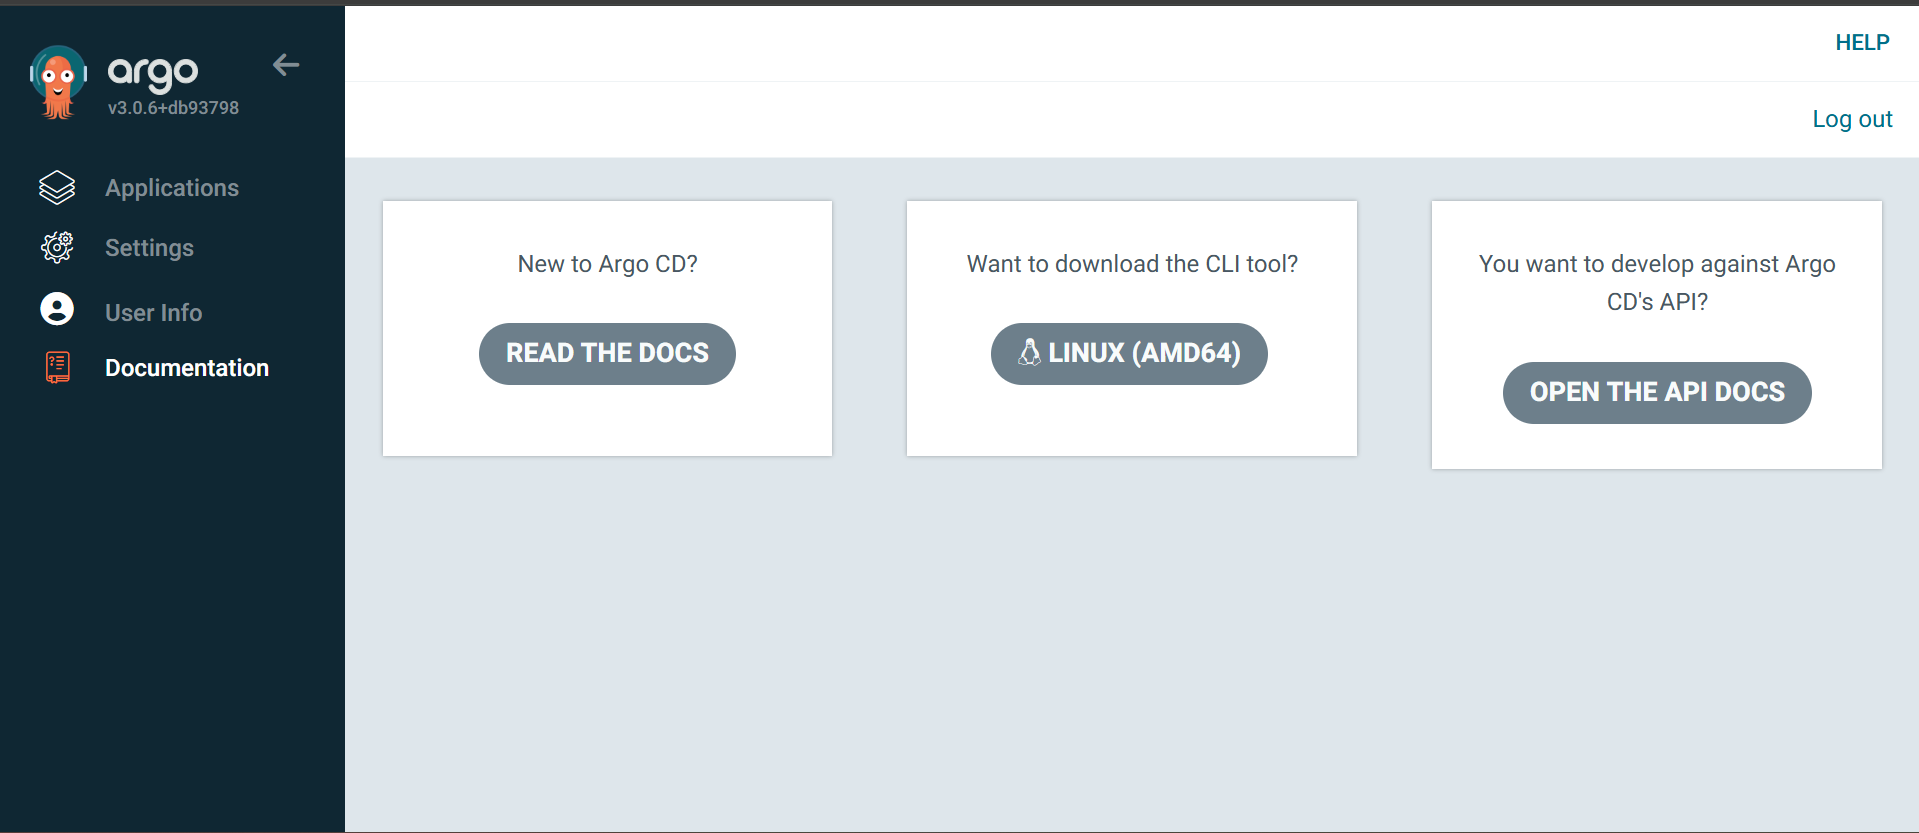 argo
v3.0.6+db93798
Applications
Settings
User Info
Documentation
HELP
Log out
New to Argo CD?
READ THE DOCS
Want to download the CLI tool?
LINUX (AMD64)
You want to develop against Argo
CD's API?
OPEN THE API DOCS